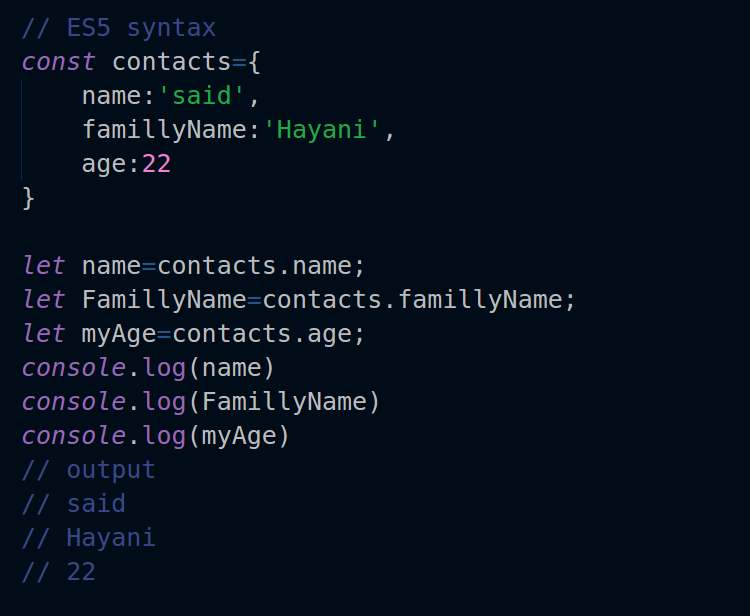 // ES5 syntax
const contacts={
    name:'said',
    famillyName:'Hayani',
    age:22
}

let name=contacts.name;
let FamillyName=contacts.famillyName;
let myAge=contacts.age;
console.log(name)
console.log(FamillyName)
console.log(myAge)
// output
// said
// Hayani
// 22